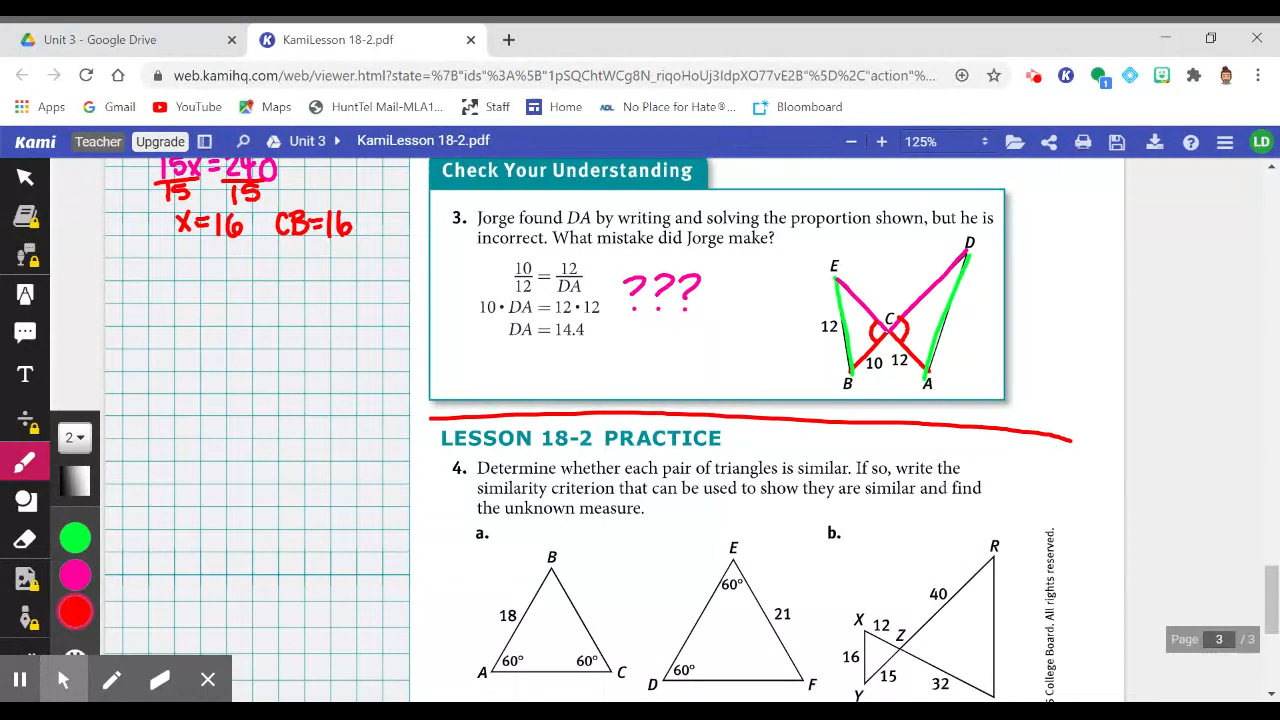 Unit 3 - Google Drive
KamiLesson 18-2.pdf
web.kamihq.com/web/viewer.html?state=%7B"ids"%3A%5B"1pSQChtWCg8N_riqoHoUj3IdpXO77vE2B"%5D%2C"action"%...
Apps
Gmail
YouTube
Maps
HuntTel Mail-MLA1...
Staff
Home
ADL
No Place for Hate®...
Bloomboard
Kami
Teacher
Upgrade
Unit 3
KamiLesson 18-2.pdf
125%
LD
15x = 240
15 15
x = 16 CB = 16
Check Your Understanding
3. Jorge found DA by writing and solving the proportion shown, but he is
incorrect. What mistake did Jorge make?
10/12 = 12/DA
10 • DA = 12 • 12
DA = 14.4
???
D
E
C
12
10 12
B A
LESSON 18-2 PRACTICE
4. Determine whether each pair of triangles is similar. If so, write the
similarity criterion that can be used to show they are similar and find
the unknown measure.
a.
B
18
A 60° 60° C
E
60°
21
D 60° F
b.
R
40
X 12 Z
16
15
Y
32
College Board. All rights reserved.
Page 3 / 3
T
2
1